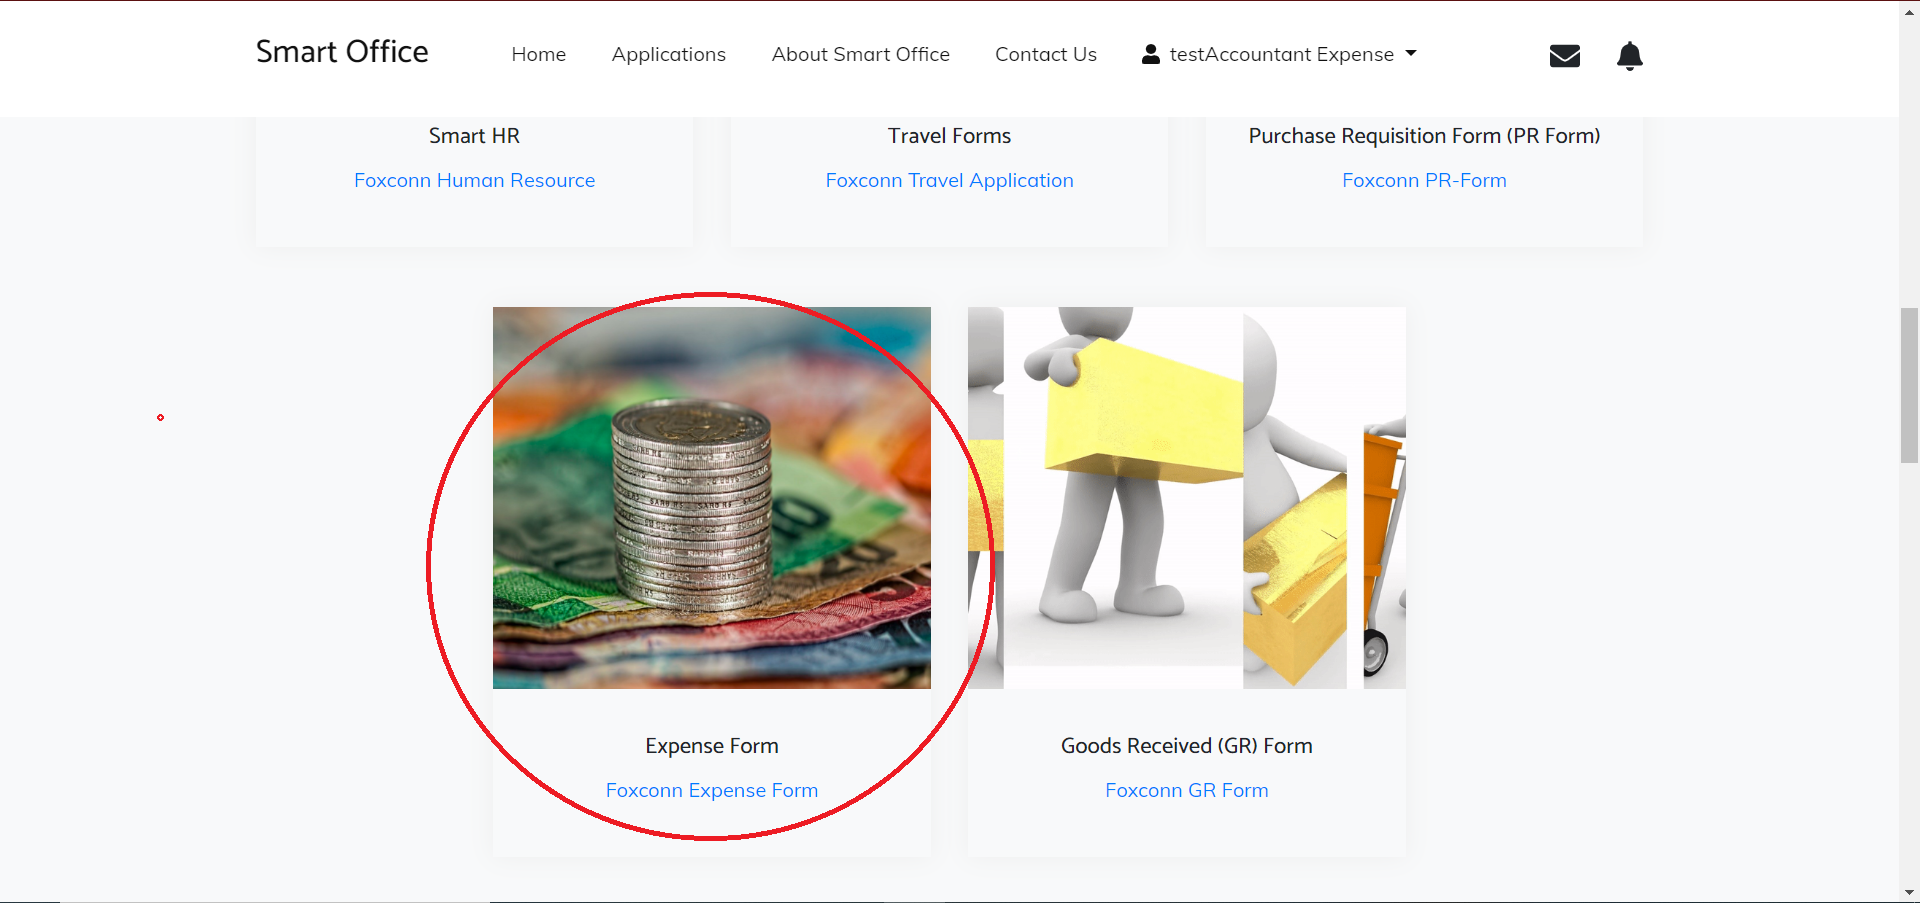 Smart Office
Home
Applications
About Smart Office
Contact Us
testAccountant Expense
Smart HR
Foxconn Human Resource
Travel Forms
Foxconn Travel Application
Purchase Requisition Form (PR Form)
Foxconn PR-Form
Expense Form
Foxconn Expense Form
Goods Received (GR) Form
Foxconn GR Form